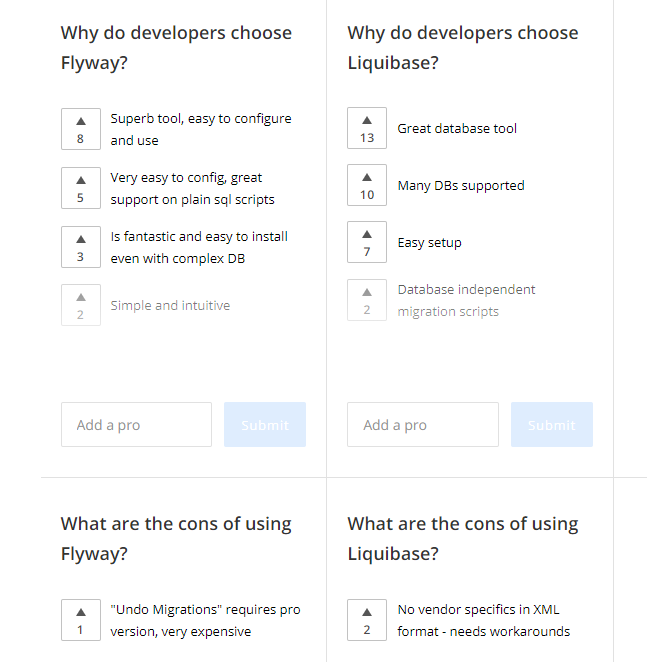 Why do developers choose
Flyway?
8
Superb tool, easy to configure
and use
5
Very easy to config, great
support on plain sql scripts
3
Is fantastic and easy to install
even with complex DB
2
Simple and intuitive
Add a pro
Submit
Why do developers choose
Liquibase?
13
Great database tool
10
Many DBs supported
7
Easy setup
2
Database independent
migration scripts
Add a pro
Submit
What are the cons of using
Flyway?
1
"Undo Migrations" requires pro
version, very expensive
What are the cons of using
Liquibase?
2
No vendor specifics in XML
format - needs workarounds